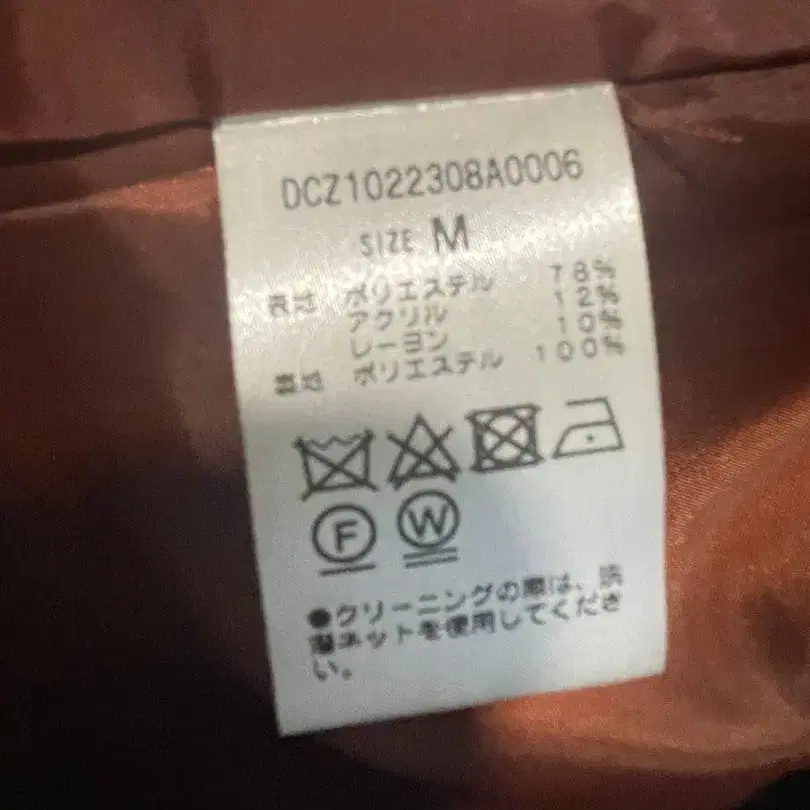 DCZ1022308A0006
SIZE M
表地 ポリエステル 78%
アクリル 12%
レーヨン 10%
裏地 ポリエステル 100%
F W
●クリーニングの際は、洗
濯ネットを使用してくださ
い。